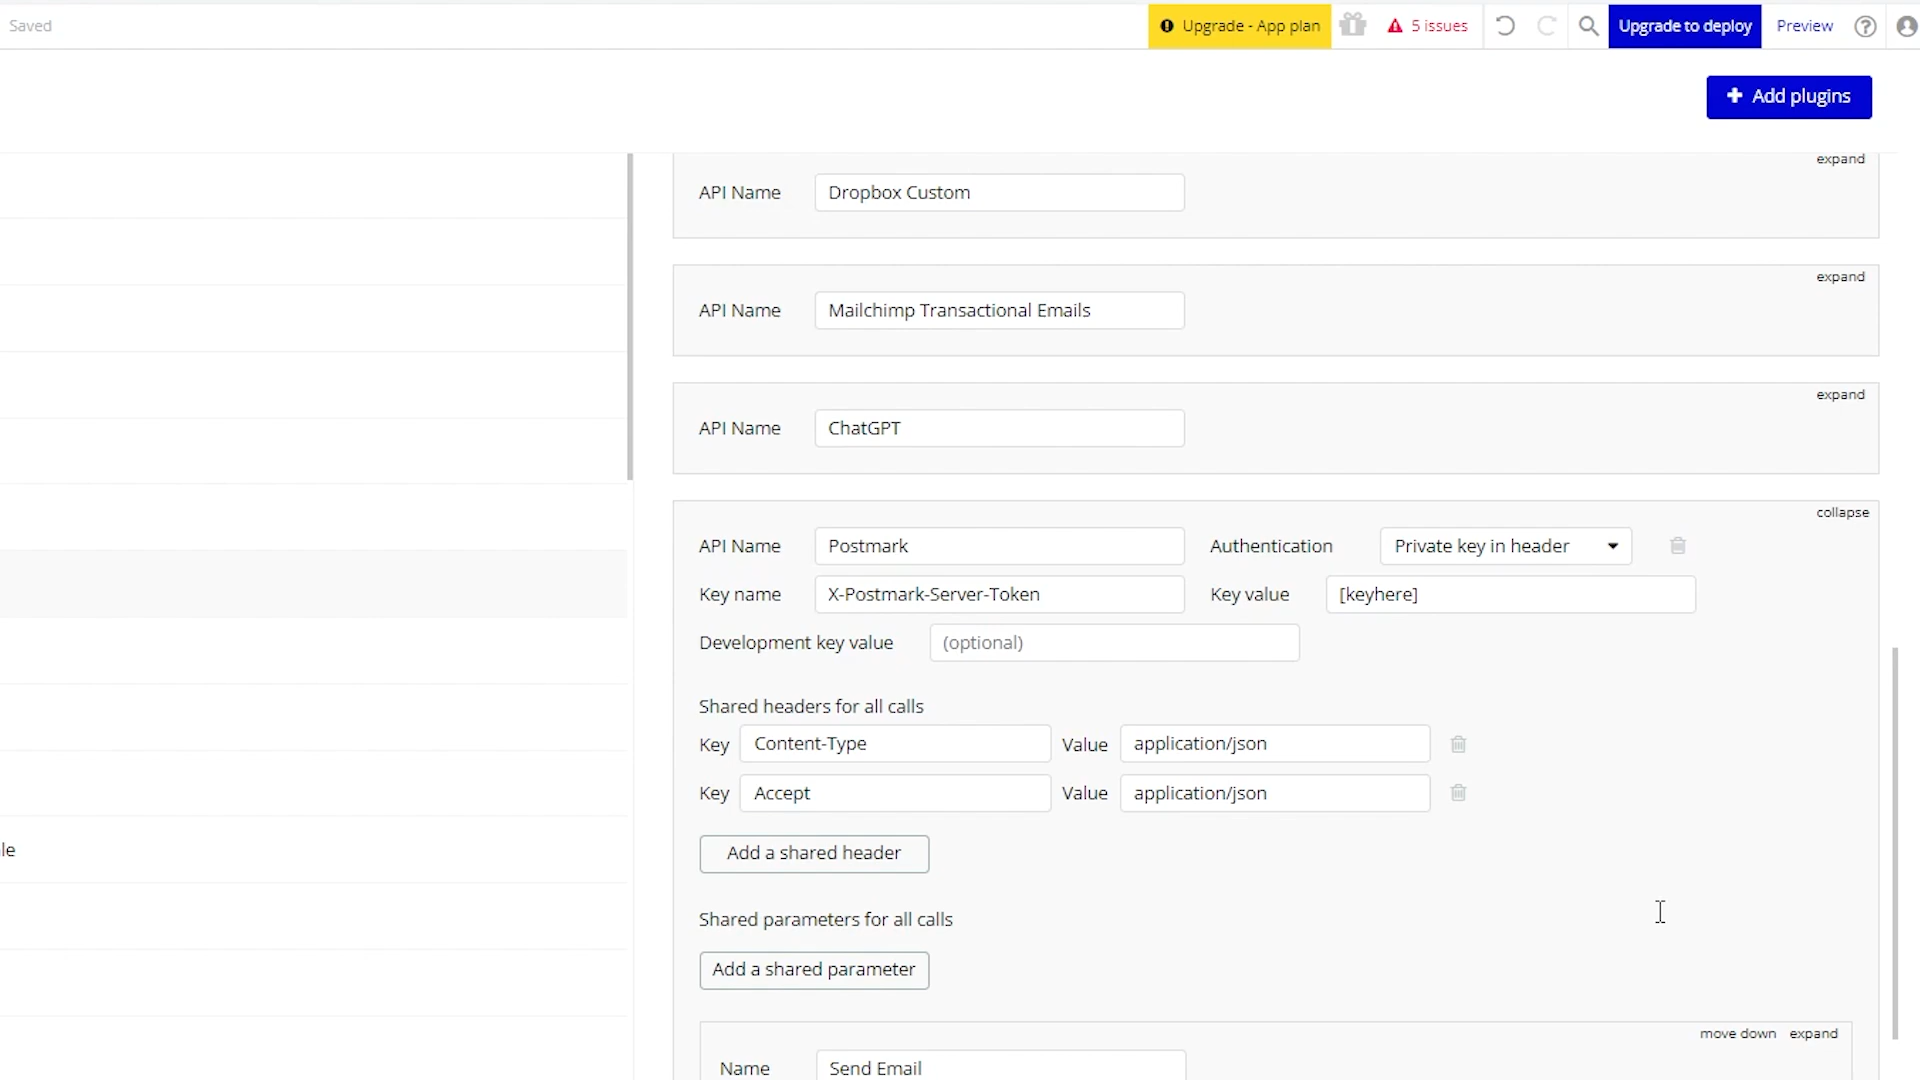 Saved Upgrade - App plan 5 issues Upgrade to deploy Preview
Add plugins
expand
API Name Dropbox Custom
expand
API Name Mailchimp Transactional Emails
expand
API Name ChatGPT
collapse
API Name Postmark Authentication Private key in header
Key name X-Postmark-Server-Token Key value [keyhere]
Development key value (optional)
Shared headers for all calls
Key Content-Type Value application/json
Key Accept Value application/json
le
Add a shared header
Shared parameters for all calls
Add a shared parameter
move down expand
Name Send Email